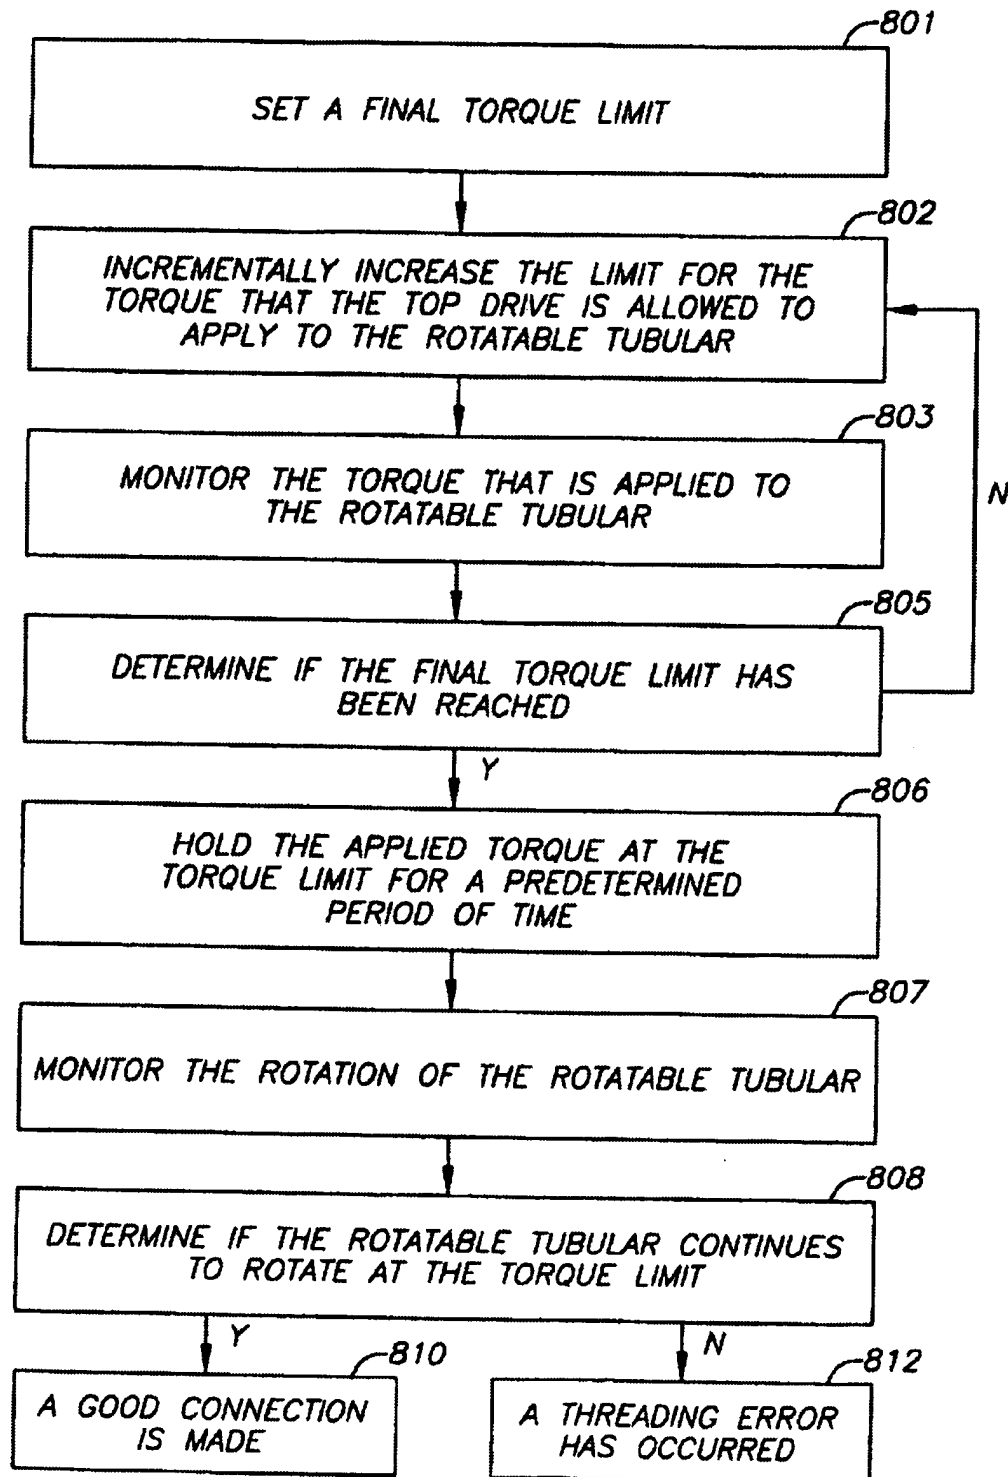 801
SET A FINAL TORQUE LIMIT
802
INCREMENTALLY INCREASE THE LIMIT FOR THE
TORQUE THAT THE TOP DRIVE IS ALLOWED TO
APPLY TO THE ROTATABLE TUBULAR
803
MONITOR THE TORQUE THAT IS APPLIED TO
THE ROTATABLE TUBULAR
N
805
DETERMINE IF THE FINAL TORQUE LIMIT HAS
BEEN REACHED
Y
806
HOLD THE APPLIED TORQUE AT THE
TORQUE LIMIT FOR A PREDETERMINED
PERIOD OF TIME
807
MONITOR THE ROTATION OF THE ROTATABLE TUBULAR
808
DETERMINE IF THE ROTATABLE TUBULAR CONTINUES
TO ROTATE AT THE TORQUE LIMIT
Y
N
810
A GOOD CONNECTION
IS MADE
812
A THREADING ERROR
HAS OCCURRED